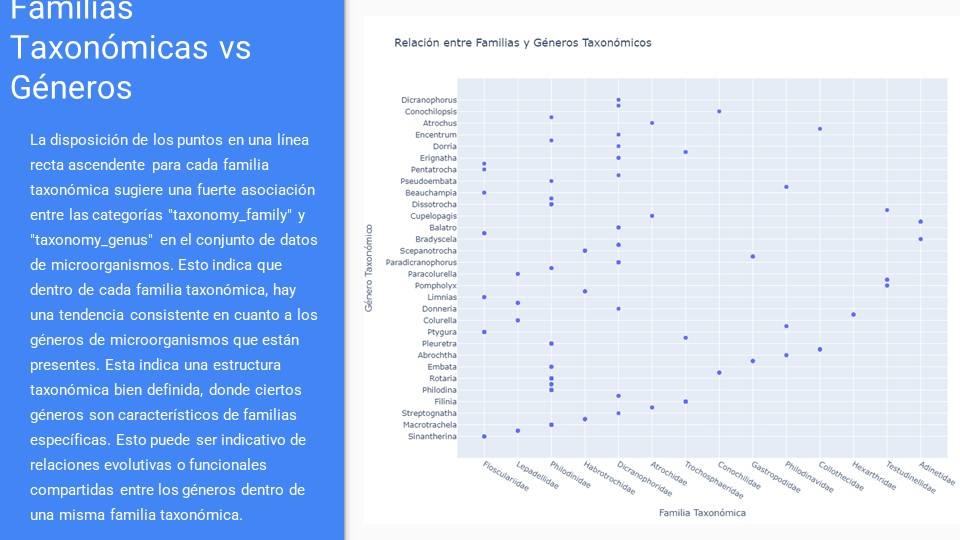 Familias
Taxonómicas vs
Géneros
La disposición de los puntos en una línea
recta ascendente para cada familia
taxonómica sugiere una fuerte asociación
entre las categorías "taxonomy_family" y
"taxonomy_genus" en el conjunto de datos
de microorganismos. Esto indica que
dentro de cada familia taxonómica, hay
una tendencia consistente en cuanto a los
géneros de microorganismos que están
presentes. Esta indica una estructura
taxonómica bien definida, donde ciertos
géneros son característicos de familias
específicas. Esto puede ser indicativo de
relaciones evolutivas o funcionales
compartidas entre los géneros dentro de
una misma familia taxonómica.
Relación entre Familias y Géneros Taxonómicos
Género Taxonómico
Dicranophorus
Conochilopsis
Atrochus
Encentrum
Dorria
Erignatha
Pentatrocha
Pseudoembata
Beauchampia
Dissotrocha
Cupelopagis
Balatro
Bradyscela
Scepanotrocha
Paradicranophorus
Paracolurella
Pompholyx
Limnias
Donneria
Colurella
Ptygura
Pleuretra
Abrochtha
Embata
Rotaria
Philodina
Filinia
Streptognatha
Macrotrachela
Sinantherina
Flosculariidae
Lepadellidae
Philodinidae
Habrotrochidae
Dicranophoridae
Atrochidae
Trochosphaeridae
Conochilidae
Gastropodidae
Philodinavidae
Collothecidae
Hexarthridae
Testudinellidae
Adinetidae
Familia Taxonómica